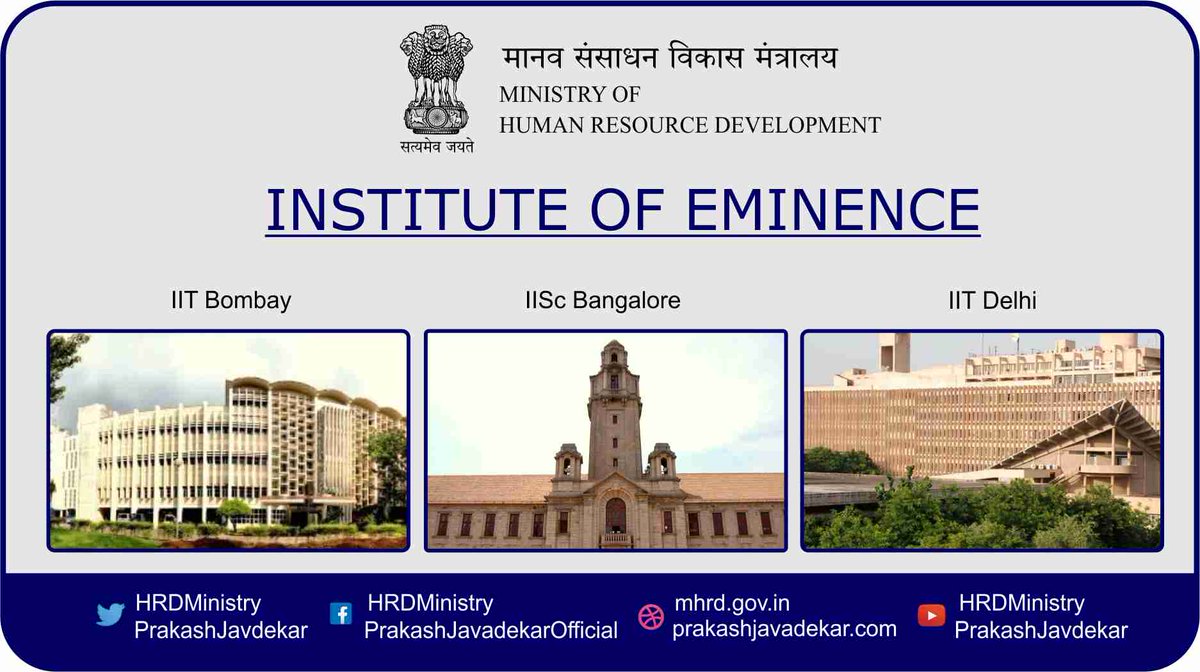 मानव संसाधन विकास मंत्रालय
MINISTRY OF
HUMAN RESOURCE DEVELOPMENT
सत्यमेव जयते
INSTITUTE OF EMINENCE
IIT Bombay
IISc Bangalore
IIT Delhi
HRDMinistry
PrakashJavdekar
HRDMinistry
PrakashJavadekarOfficial
mhrd.gov.in
prakashjavadekar.com
HRDMinistry
PrakashJavdekar